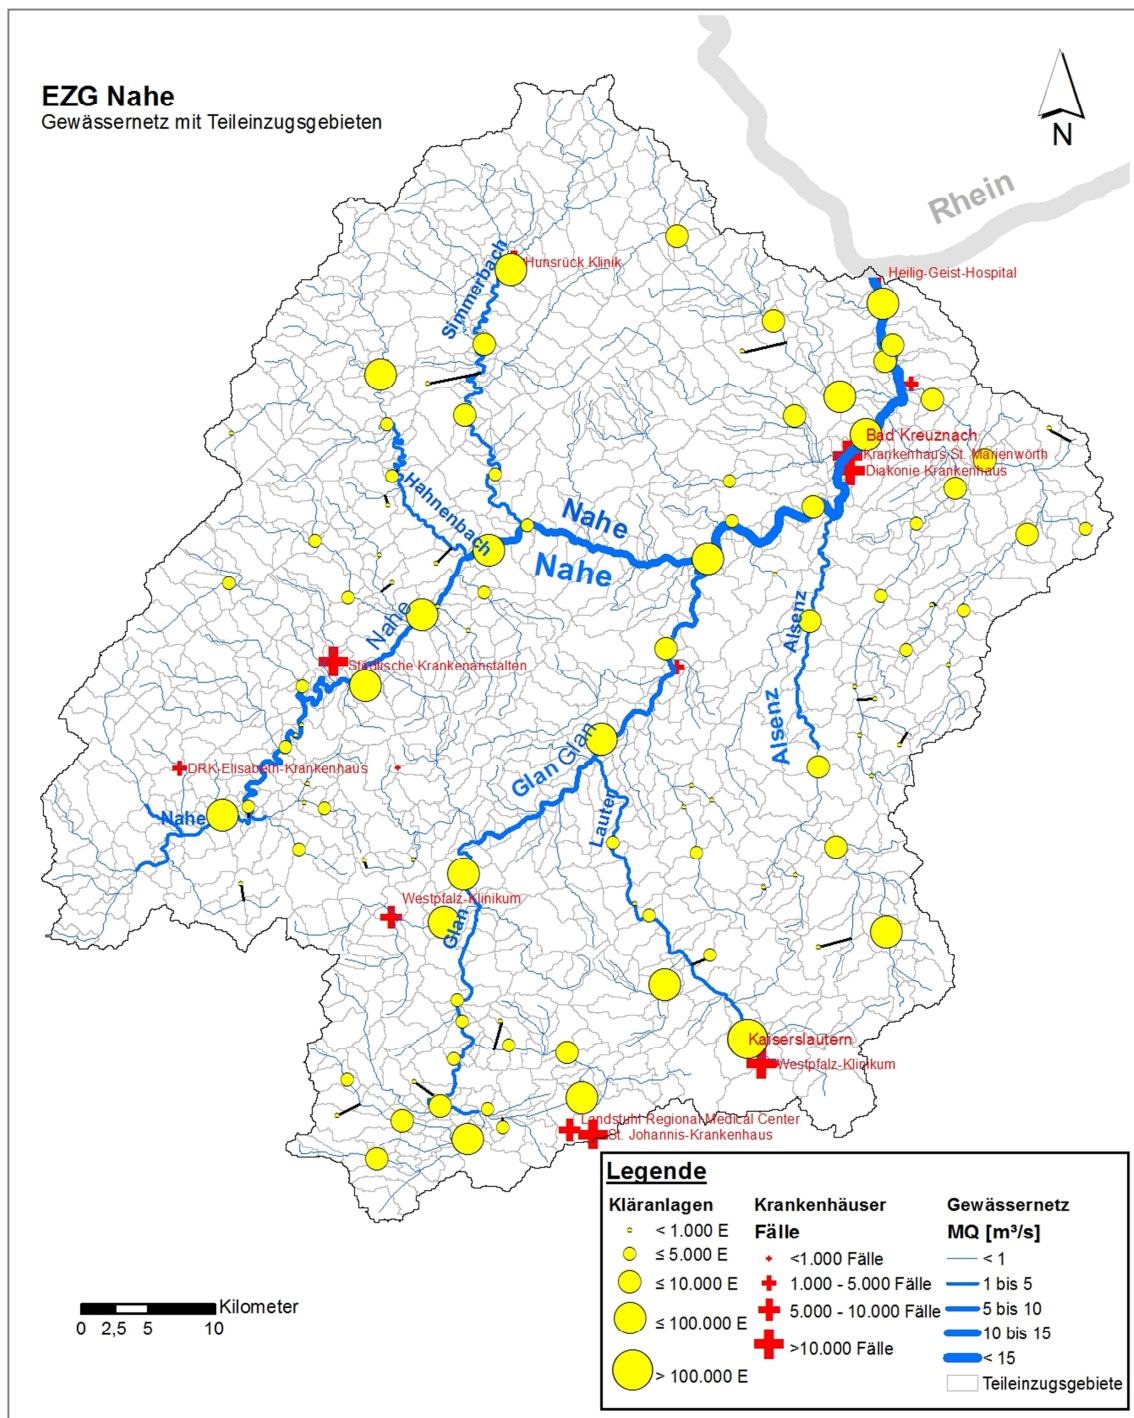 EZG Nahe
Gewässernetz mit Teileinzugsgebieten
N
Rhein
Simmerbach
Hunsrück Klinik
Heilig-Geist-Hospital
Bad Kreuznach
Krankenhaus St. Marienwörth
Diakonie Krankenhaus
Hahnenbach
Nahe
Nahe
Nahe
Alsenz
Städtische Krankenanstalten
Alsenz
Glan
Glan
DRK-Elisabeth-Krankenhaus
Nahe
Lauter
Westpfalz-Klinikum
Glan
Kaiserslautern
Westpfalz-Klinikum
Landstuhl Regional Medical Center
St. Johannis-Krankenhaus
Legende
Kläranlagen
< 1.000 E
≤ 5.000 E
≤ 10.000 E
≤ 100.000 E
> 100.000 E
Krankenhäuser
Fälle
<1.000 Fälle
1.000 - 5.000 Fälle
5.000 - 10.000 Fälle
>10.000 Fälle
Gewässernetz
MQ [m³/s]
< 1
1 bis 5
5 bis 10
10 bis 15
< 15
Teileinzugsgebiete
Kilometer
0 2,5 5 10